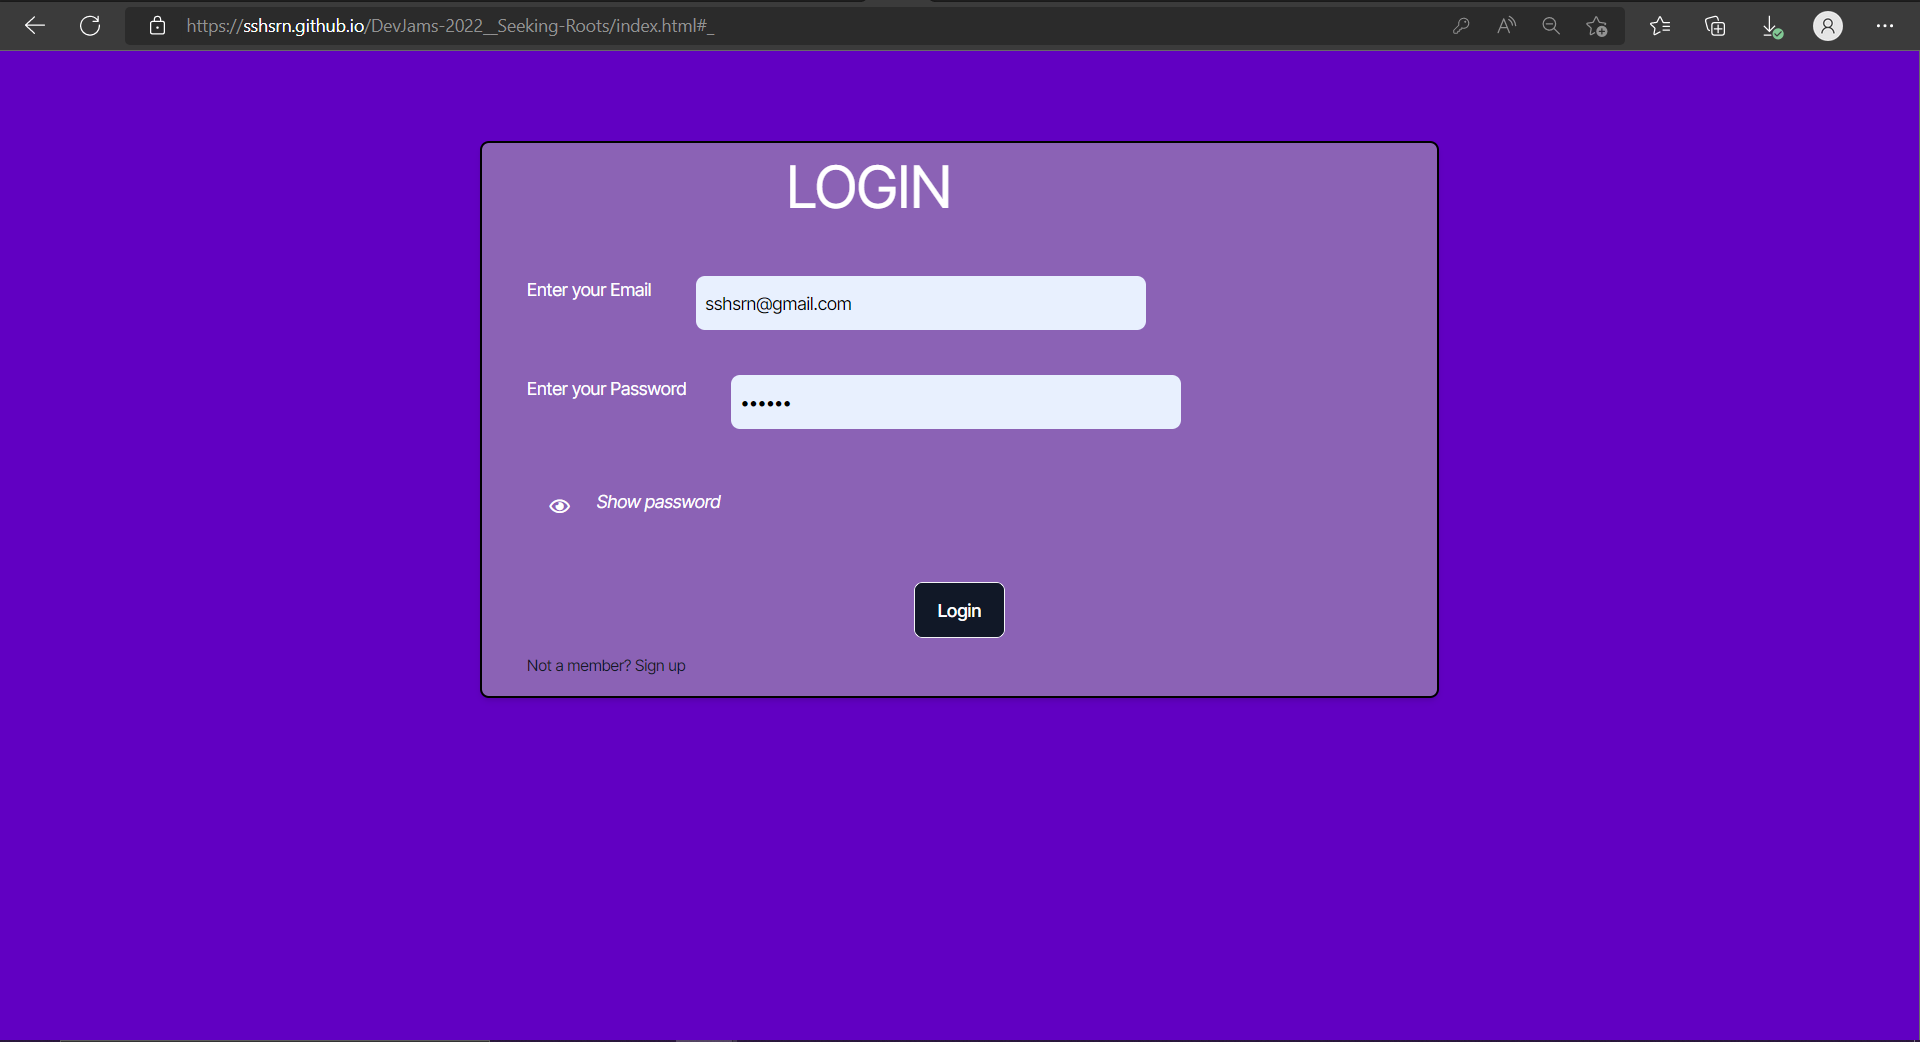 https://sshsrn.github.io/DevJams-2022__Seeking-Roots/index.html#_
LOGIN
Enter your Email
sshsrn@gmail.com
Enter your Password
••••••
Show password
Login
Not a member? Sign up